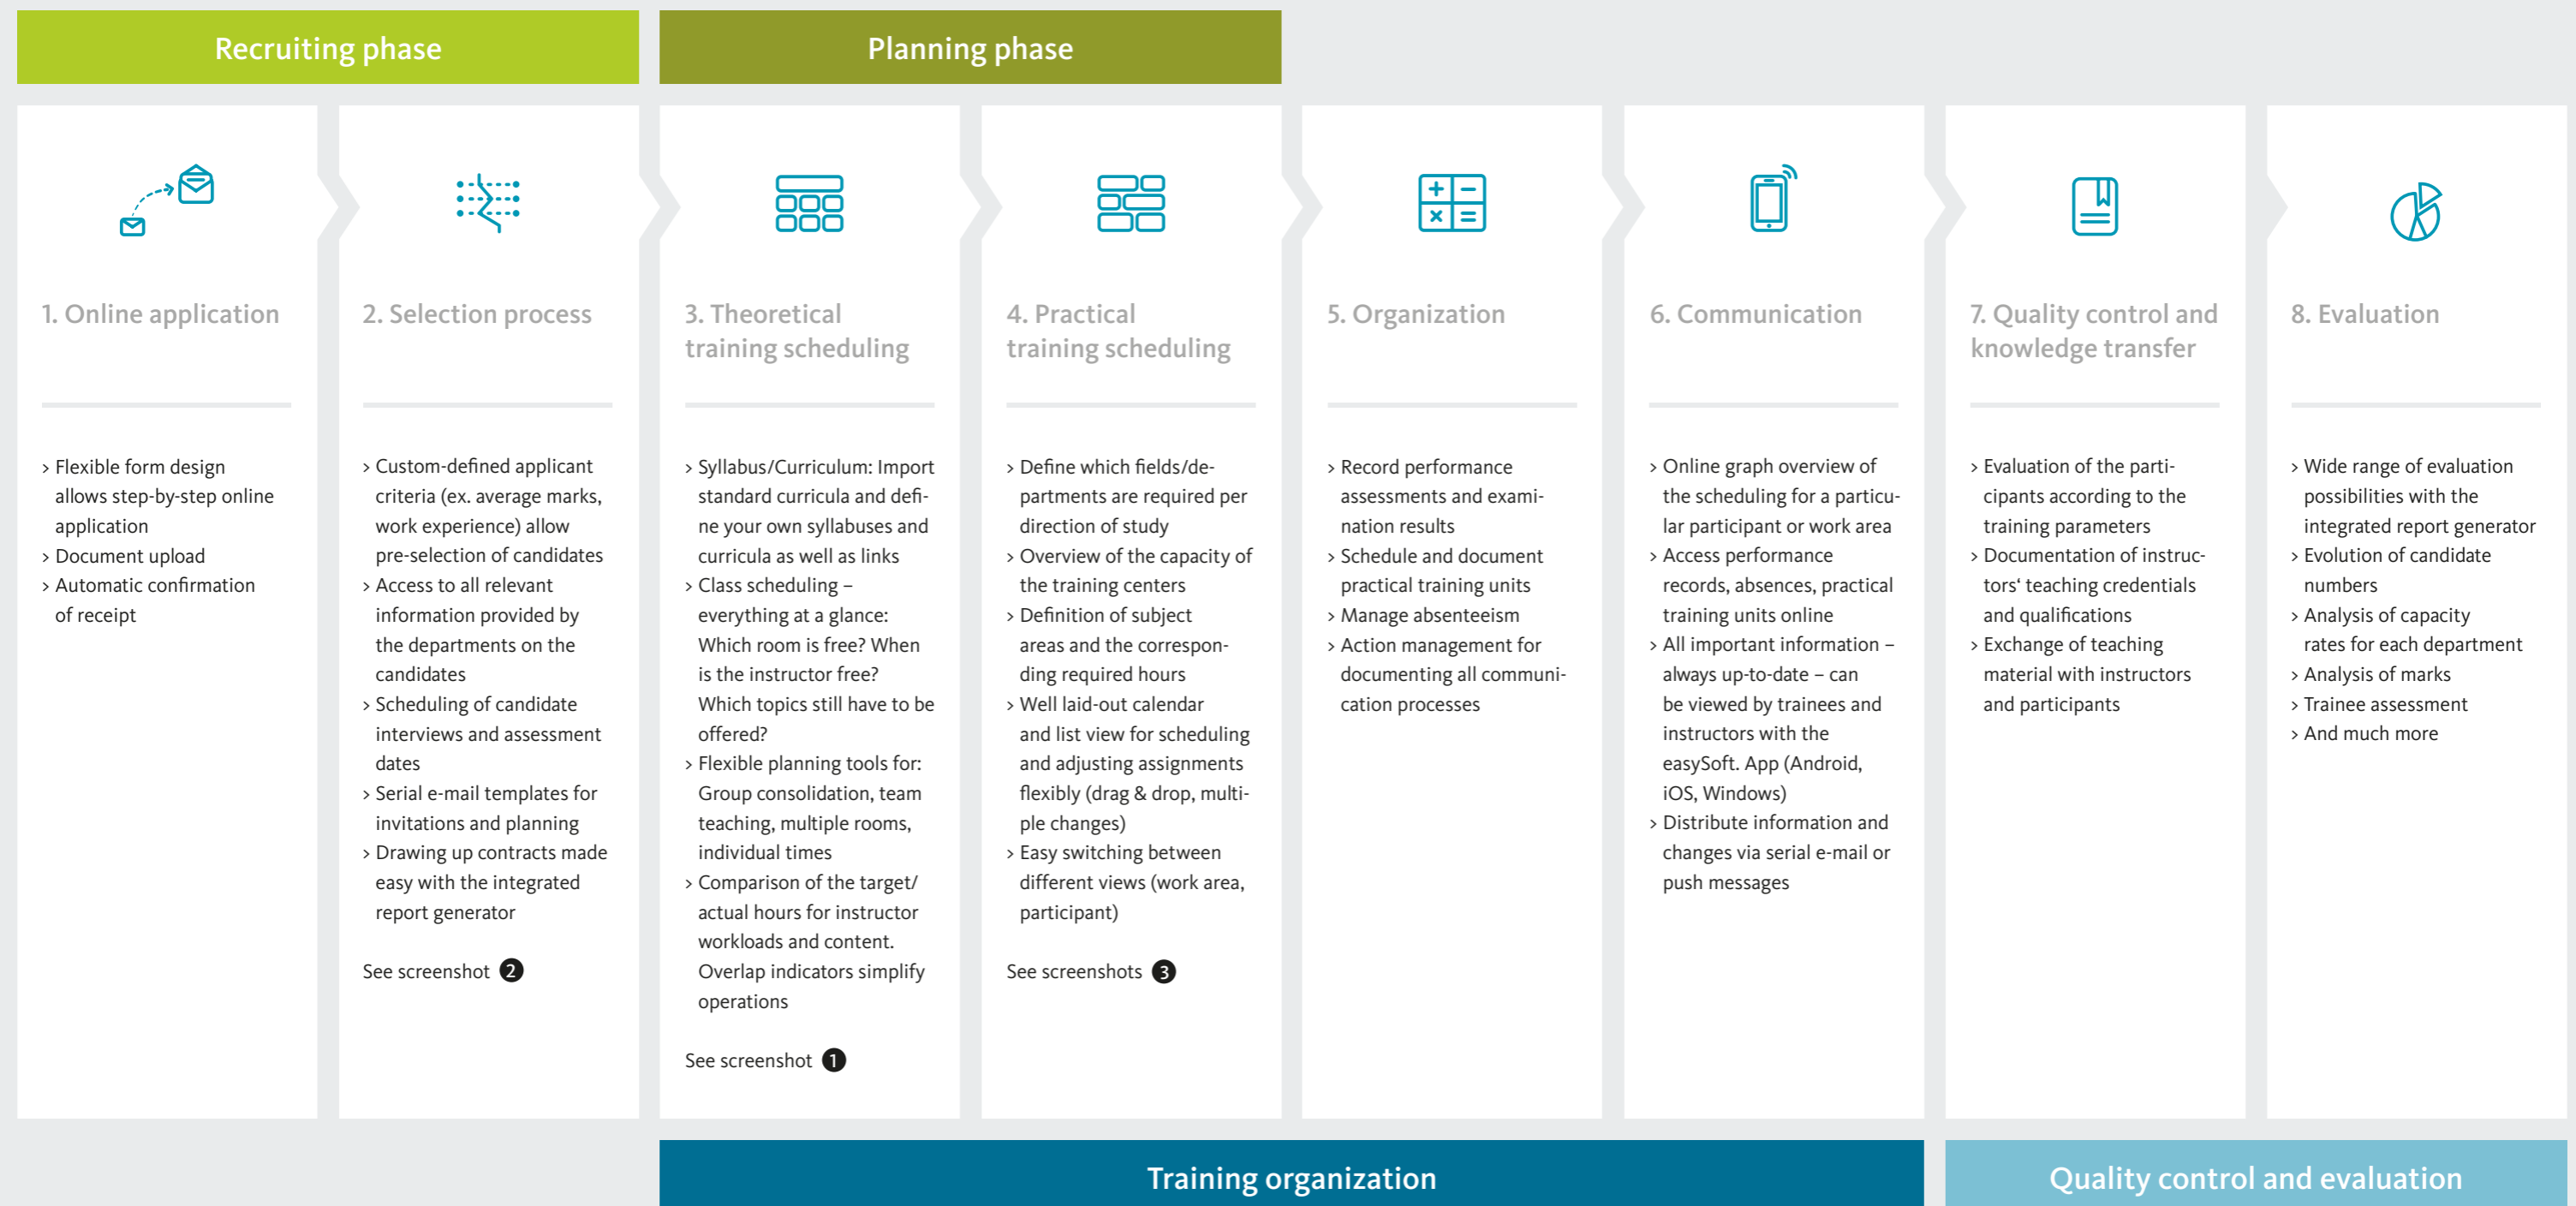 Recruiting phase
Planning phase
1. Online application
> Flexible form design
allows step-by-step online
application
> Document upload
> Automatic confirmation
of receipt
2. Selection process
> Custom-defined applicant
criteria (ex. average marks,
work experience) allow
pre-selection of candidates
> Access to all relevant
information provided by
the departments on the
candidates
> Scheduling of candidate
interviews and assessment
dates
> Serial e-mail templates for
invitations and planning
> Drawing up contracts made
easy with the integrated
report generator
See screenshot 2
3. Theoretical
training scheduling
> Syllabus/Curriculum: Import
standard curricula and defi-
ne your own syllabuses and
curricula as well as links
> Class scheduling –
everything at a glance:
Which room is free? When
is the instructor free?
Which topics still have to be
offered?
> Flexible planning tools for:
Group consolidation, team
teaching, multiple rooms,
individual times
> Comparison of the target/
actual hours for instructor
workloads and content.
Overlap indicators simplify
operations
See screenshot 1
4. Practical
training scheduling
> Define which fields/de-
partments are required per
direction of study
> Overview of the capacity of
the training centers
> Definition of subject
areas and the correspon-
ding required hours
> Well laid-out calendar
and list view for scheduling
and adjusting assignments
flexibly (drag & drop, multi-
ple changes)
> Easy switching between
different views (work area,
participant)
See screenshots 3
5. Organization
> Record performance
assessments and exami-
nation results
> Schedule and document
practical training units
> Manage absenteeism
> Action management for
documenting all communi-
cation processes
6. Communication
> Online graph overview of
the scheduling for a particu-
lar participant or work area
> Access performance
records, absences, practical
training units online
> All important information –
always up-to-date – can
be viewed by trainees and
instructors with the
easySoft. App (Android,
iOS, Windows)
> Distribute information and
changes via serial e-mail or
push messages
7. Quality control and
knowledge transfer
> Evaluation of the parti-
cipants according to the
training parameters
> Documentation of instruc-
tors‘ teaching credentials
and qualifications
> Exchange of teaching
material with instructors
and participants
8. Evaluation
> Wide range of evaluation
possibilities with the
integrated report generator
> Evolution of candidate
numbers
> Analysis of capacity
rates for each department
> Analysis of marks
> Trainee assessment
> And much more
Training organization
Quality control and evaluation